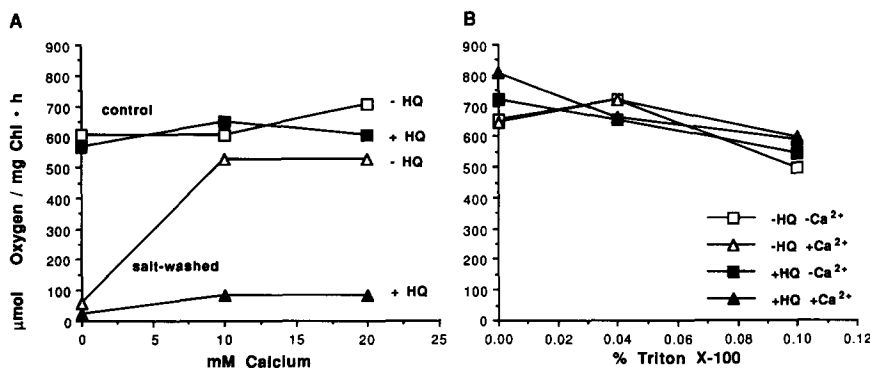 A
B
900
800
700
600
500
400
300
200
100
0
0
5
10
15
20
25
mM Calcium
µmol Oxygen / mg Chl • h
control
salt-washed
- HQ
+ HQ
- HQ
+ HQ
900
800
700
600
500
400
300
200
100
0
0.00
0.02
0.04
0.06
0.08
0.10
0.12
% Triton X-100
-HQ -Ca²⁺
-HQ +Ca²⁺
+HQ -Ca²⁺
+HQ +Ca²⁺